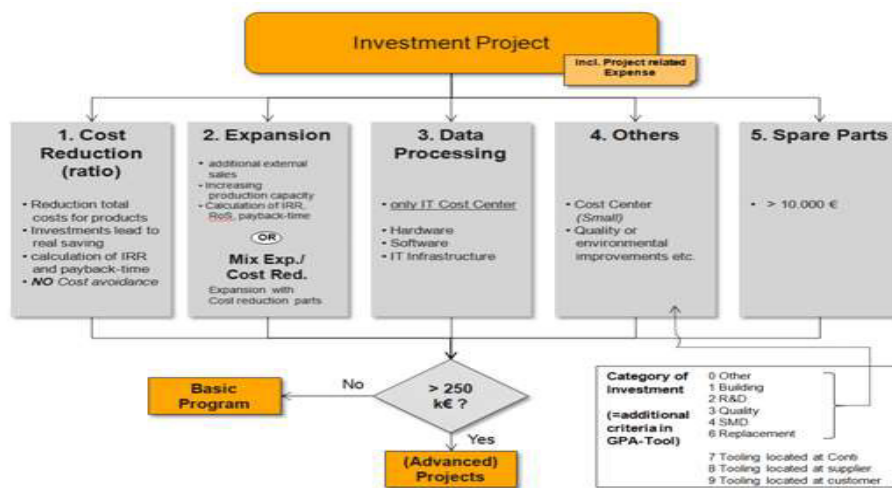 Investment Project
Incl. Project related
Expense
1. Cost
Reduction
(ratio)
• Reduction total
costs for products
• Investments lead to
real saving
• calculation of IRR
and payback-time
• NO Cost avoidance
2. Expansion
• additional external
sales
• Increasing
production capacity
• Calculation of IRR,
RoS, payback-time
OR
Mix Exp./
Cost Red.
Expansion with
Cost reduction parts
3. Data
Processing
• only IT Cost Center
• Hardware
• Software
• IT Infrastructure
4. Others
• Cost Center
(Small)
• Quality or
environmental
improvements etc.
5. Spare Parts
• > 10.000 €
> 250
k€ ?
No
Basic
Program
Yes
(Advanced)
Projects
Category of
Investment
(=additional
criteria in
GPA-Tool)
0 Other
1 Building
2 R&D
3 Quality
4 SMD
6 Replacement
7 Tooling located at Conti
8 Tooling located at supplier
9 Tooling located at customer